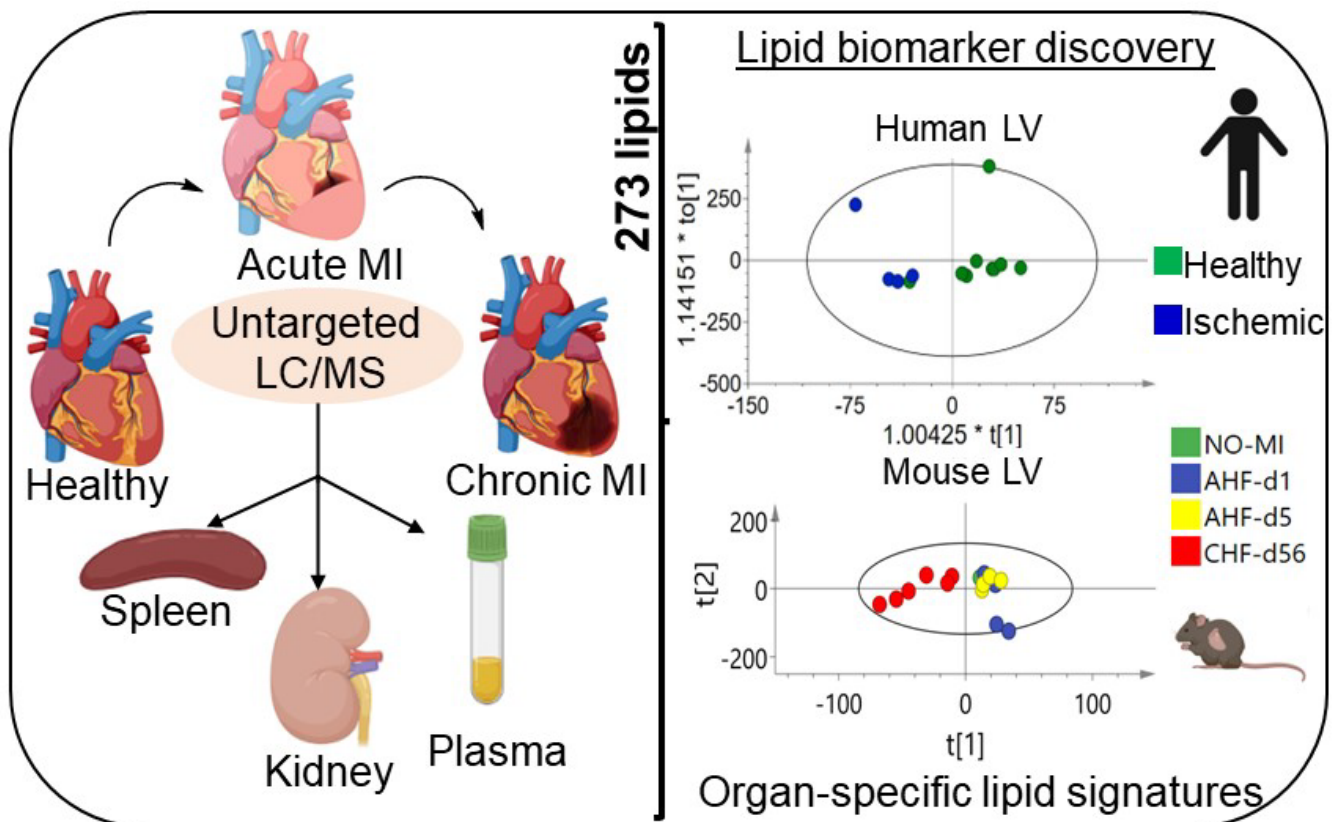 Acute MI
Untargeted
LC/MS
Healthy
Chronic MI
Spleen
Kidney
Plasma
273 lipids
Lipid biomarker discovery
Human LV
1.14151 * to[1]
250
0
-250
-500
-150
-75
0
75
1.00425 * t[1]
Healthy
Ischemic
Mouse LV
t[2]
200
0
-200
-100
0
100
t[1]
NO-MI
AHF-d1
AHF-d5
CHF-d56
Organ-specific lipid signatures